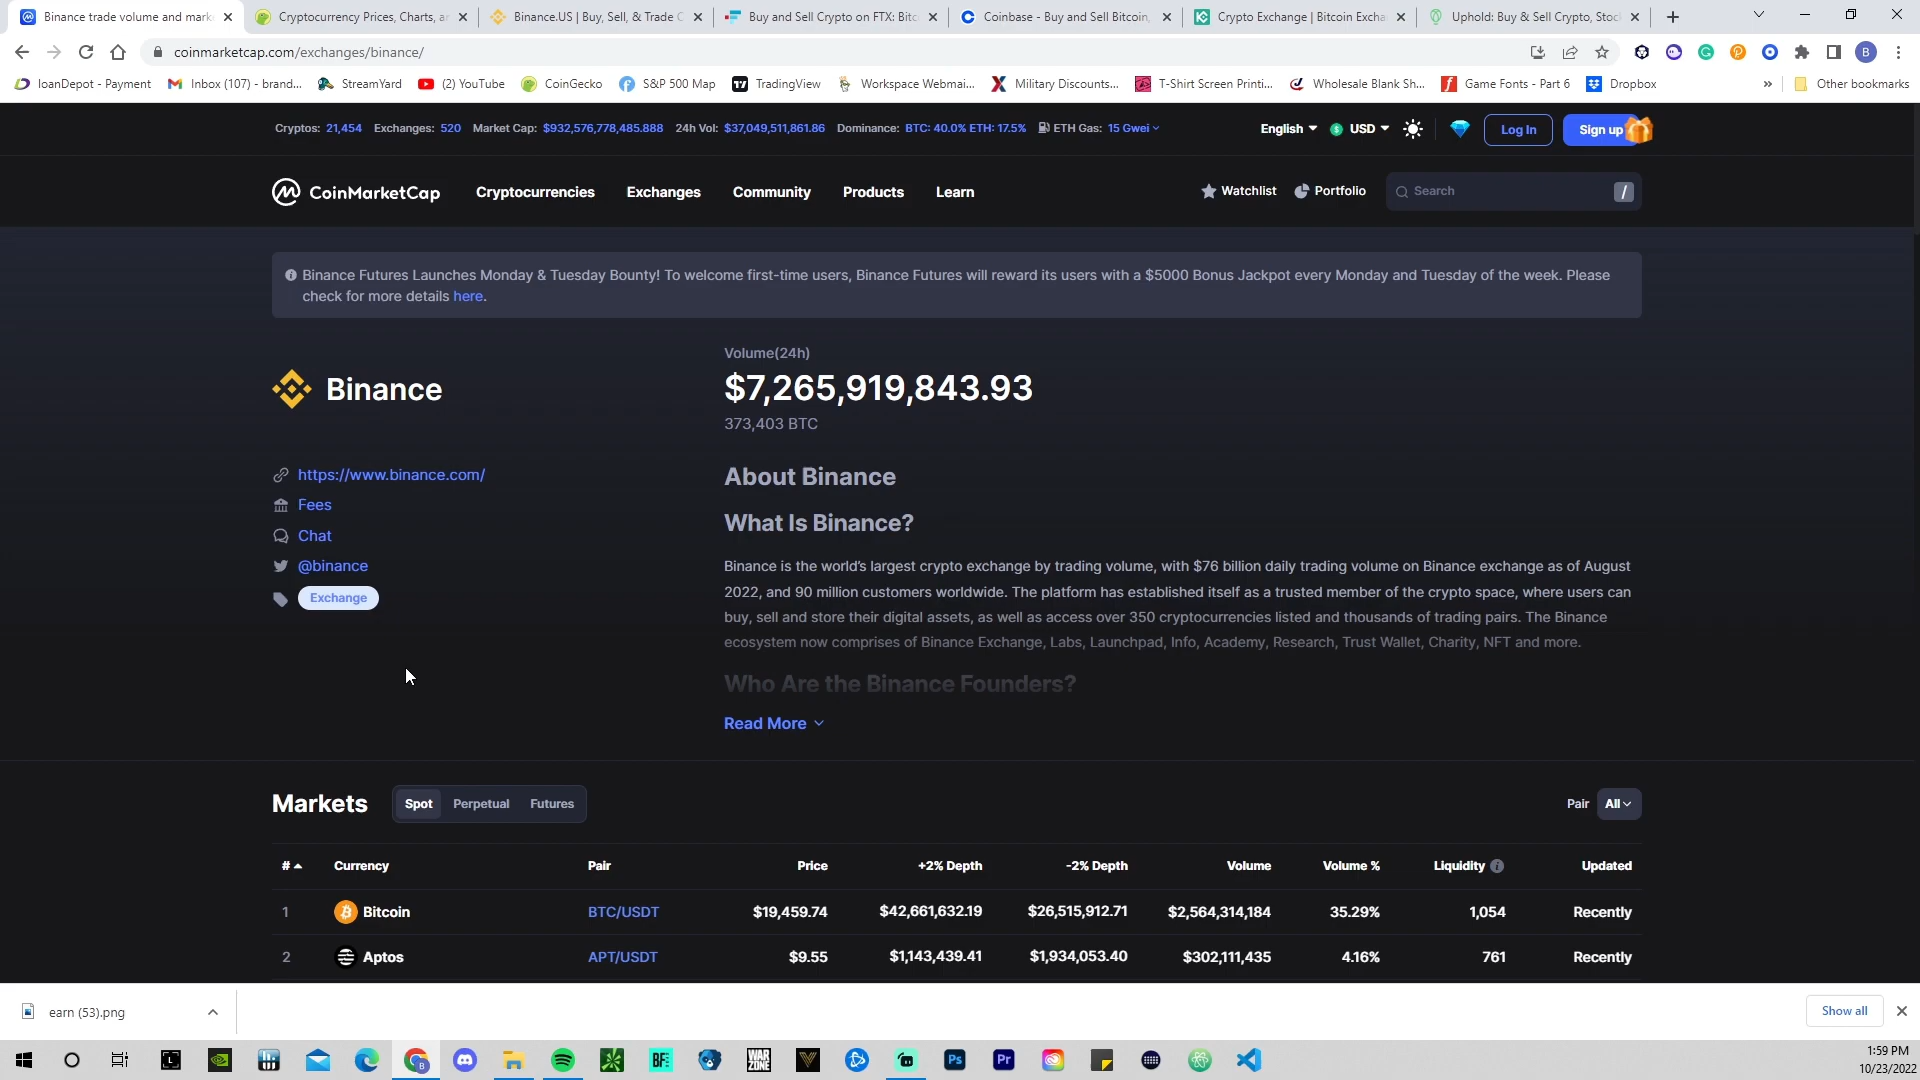 Binance trade volume and mark
Cryptocurrency Prices, Charts, a
Binance.US | Buy, Sell, & Trade C
Buy and Sell Crypto on FTX: Bitc
Coinbase - Buy and Sell Bitcoin,
Crypto Exchange | Bitcoin Excha
Uphold: Buy & Sell Crypto, Stoc
coinmarketcap.com/exchanges/binance/
B
loanDepot - Payment
Inbox (107) - brand...
StreamYard
(2) YouTube
CoinGecko
S&P 500 Map
TradingView
Workspace Webmai...
Military Discounts...
T-Shirt Screen Printi...
Wholesale Blank Sh...
Game Fonts - Part 6
Dropbox
»
Other bookmarks
Cryptos: 21,454 Exchanges: 520 Market Cap: $932,576,778,485.888 24h Vol: $37,049,511,861.86 Dominance: BTC: 40.0% ETH: 17.5% ETH Gas: 15 Gwei
English
USD
Log In
Sign up
CoinMarketCap
Cryptocurrencies
Exchanges
Community
Products
Learn
Watchlist
Portfolio
Search
/
Binance Futures Launches Monday & Tuesday Bounty! To welcome first-time users, Binance Futures will reward its users with a $5000 Bonus Jackpot every Monday and Tuesday of the week. Please
check for more details here.
Binance
Volume(24h)
$7,265,919,843.93
373,403 BTC
https://www.binance.com/
Fees
Chat
@binance
Exchange
About Binance
What Is Binance?
Binance is the world's largest crypto exchange by trading volume, with $76 billion daily trading volume on Binance exchange as of August
2022, and 90 million customers worldwide. The platform has established itself as a trusted member of the crypto space, where users can
buy, sell and store their digital assets, as well as access over 350 cryptocurrencies listed and thousands of trading pairs. The Binance
ecosystem now comprises of Binance Exchange, Labs, Launchpad, Info, Academy, Research, Trust Wallet, Charity, NFT and more.
Who Are the Binance Founders?
Read More
Markets
Spot
Perpetual
Futures
Pair
All
# Currency Pair Price +2% Depth -2% Depth Volume Volume % Liquidity Updated
1 Bitcoin BTC/USDT $19,459.74 $42,661,632.19 $26,515,912.71 $2,564,314,184 35.29% 1,054 Recently
2 Aptos APT/USDT $9.55 $1,143,439.41 $1,934,053.40 $302,111,435 4.16% 761 Recently
earn (53).png
Show all
BF:
WAR
ZONE
Ps
Pr
1:59 PM
10/23/2022